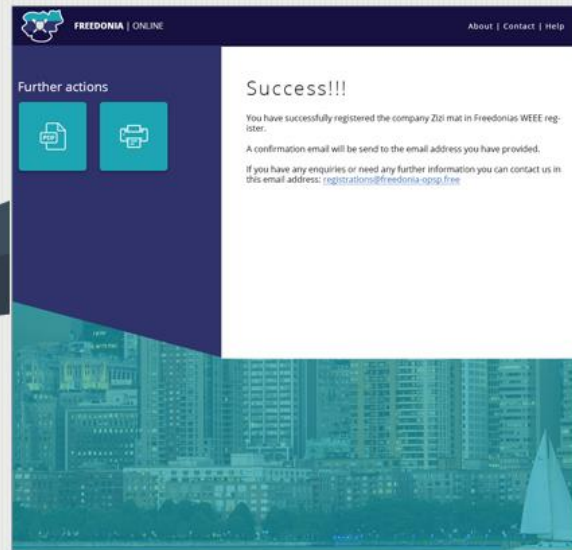 FREEDONIA | ONLINE
About | Contact | Help
Further actions
PDF
Success!!!
You have successfully registered the company Zizi mat in Freedonias WEEE reg-
ister.
A confirmation email will be send to the email address you have provided.
If you have any enquiries or need any further information you can contact us in
this email address: registrations@freedonia-opsp.free